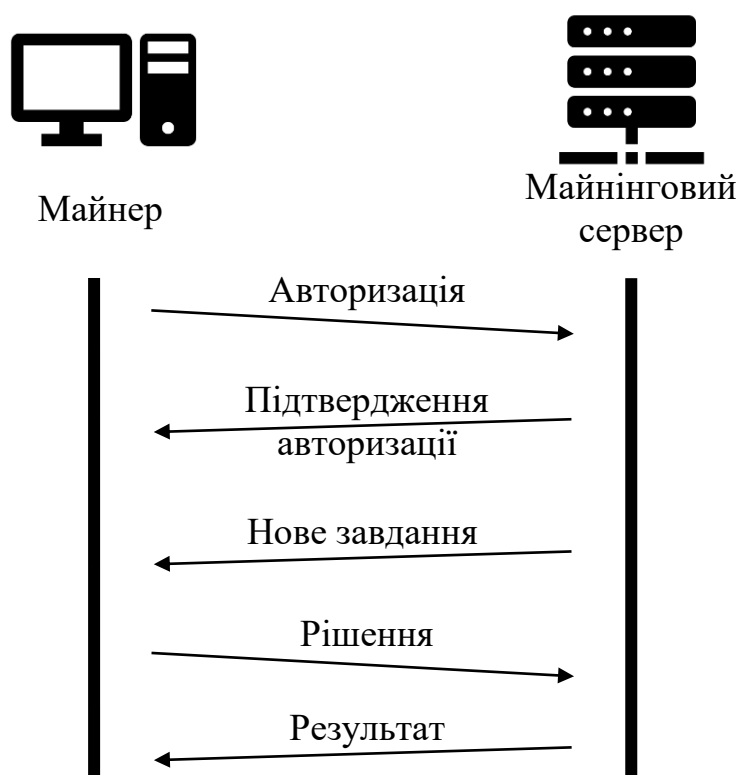 Майнер
Майнінговий
сервер
Авторизація
Підтвердження
авторизації
Нове завдання
Рішення
Результат